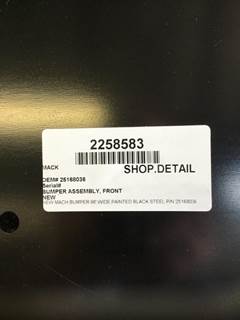 2258583
MACK
SHOP.DETAIL
OEM# 25168036
Serial#
BUMPER ASSEMBLY, FRONT
NEW
NEW MACH BUMPER 96 WIDE PAINTED BLACK STEEL P/N 25168036